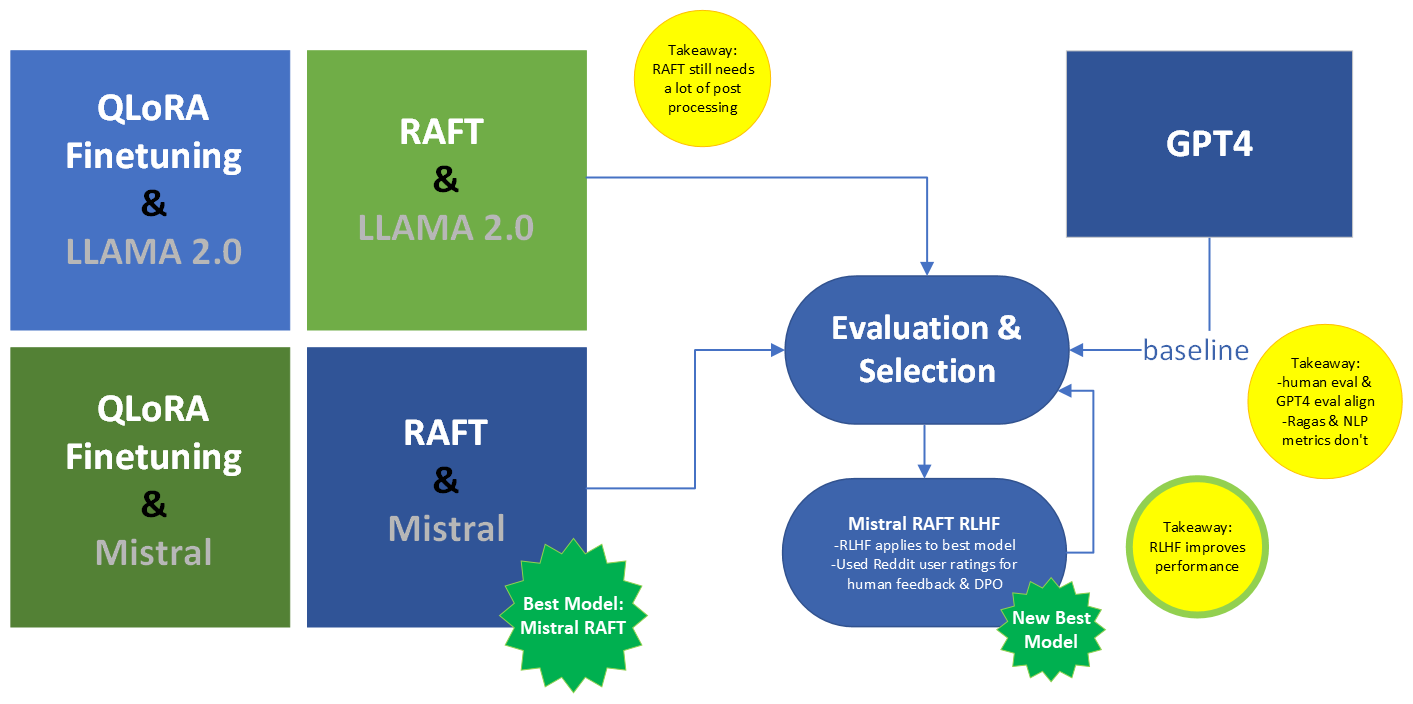 QLoRA
Finetuning
&
LLAMA 2.0
RAFT
&
LLAMA 2.0
Takeaway:
RAFT still needs
a lot of post
processing
GPT4
QLoRA
Finetuning
&
Mistral
RAFT
&
Mistral
Best Model:
Mistral RAFT
Evaluation &
Selection
baseline
Takeaway:
-human eval &
GPT4 eval align
-Ragas & NLP
metrics don't
Mistral RAFT RLHF
-RLHF applies to best model
-Used Reddit user ratings for
human feedback & DPO
New Best
Model
Takeaway:
RLHF improves
performance